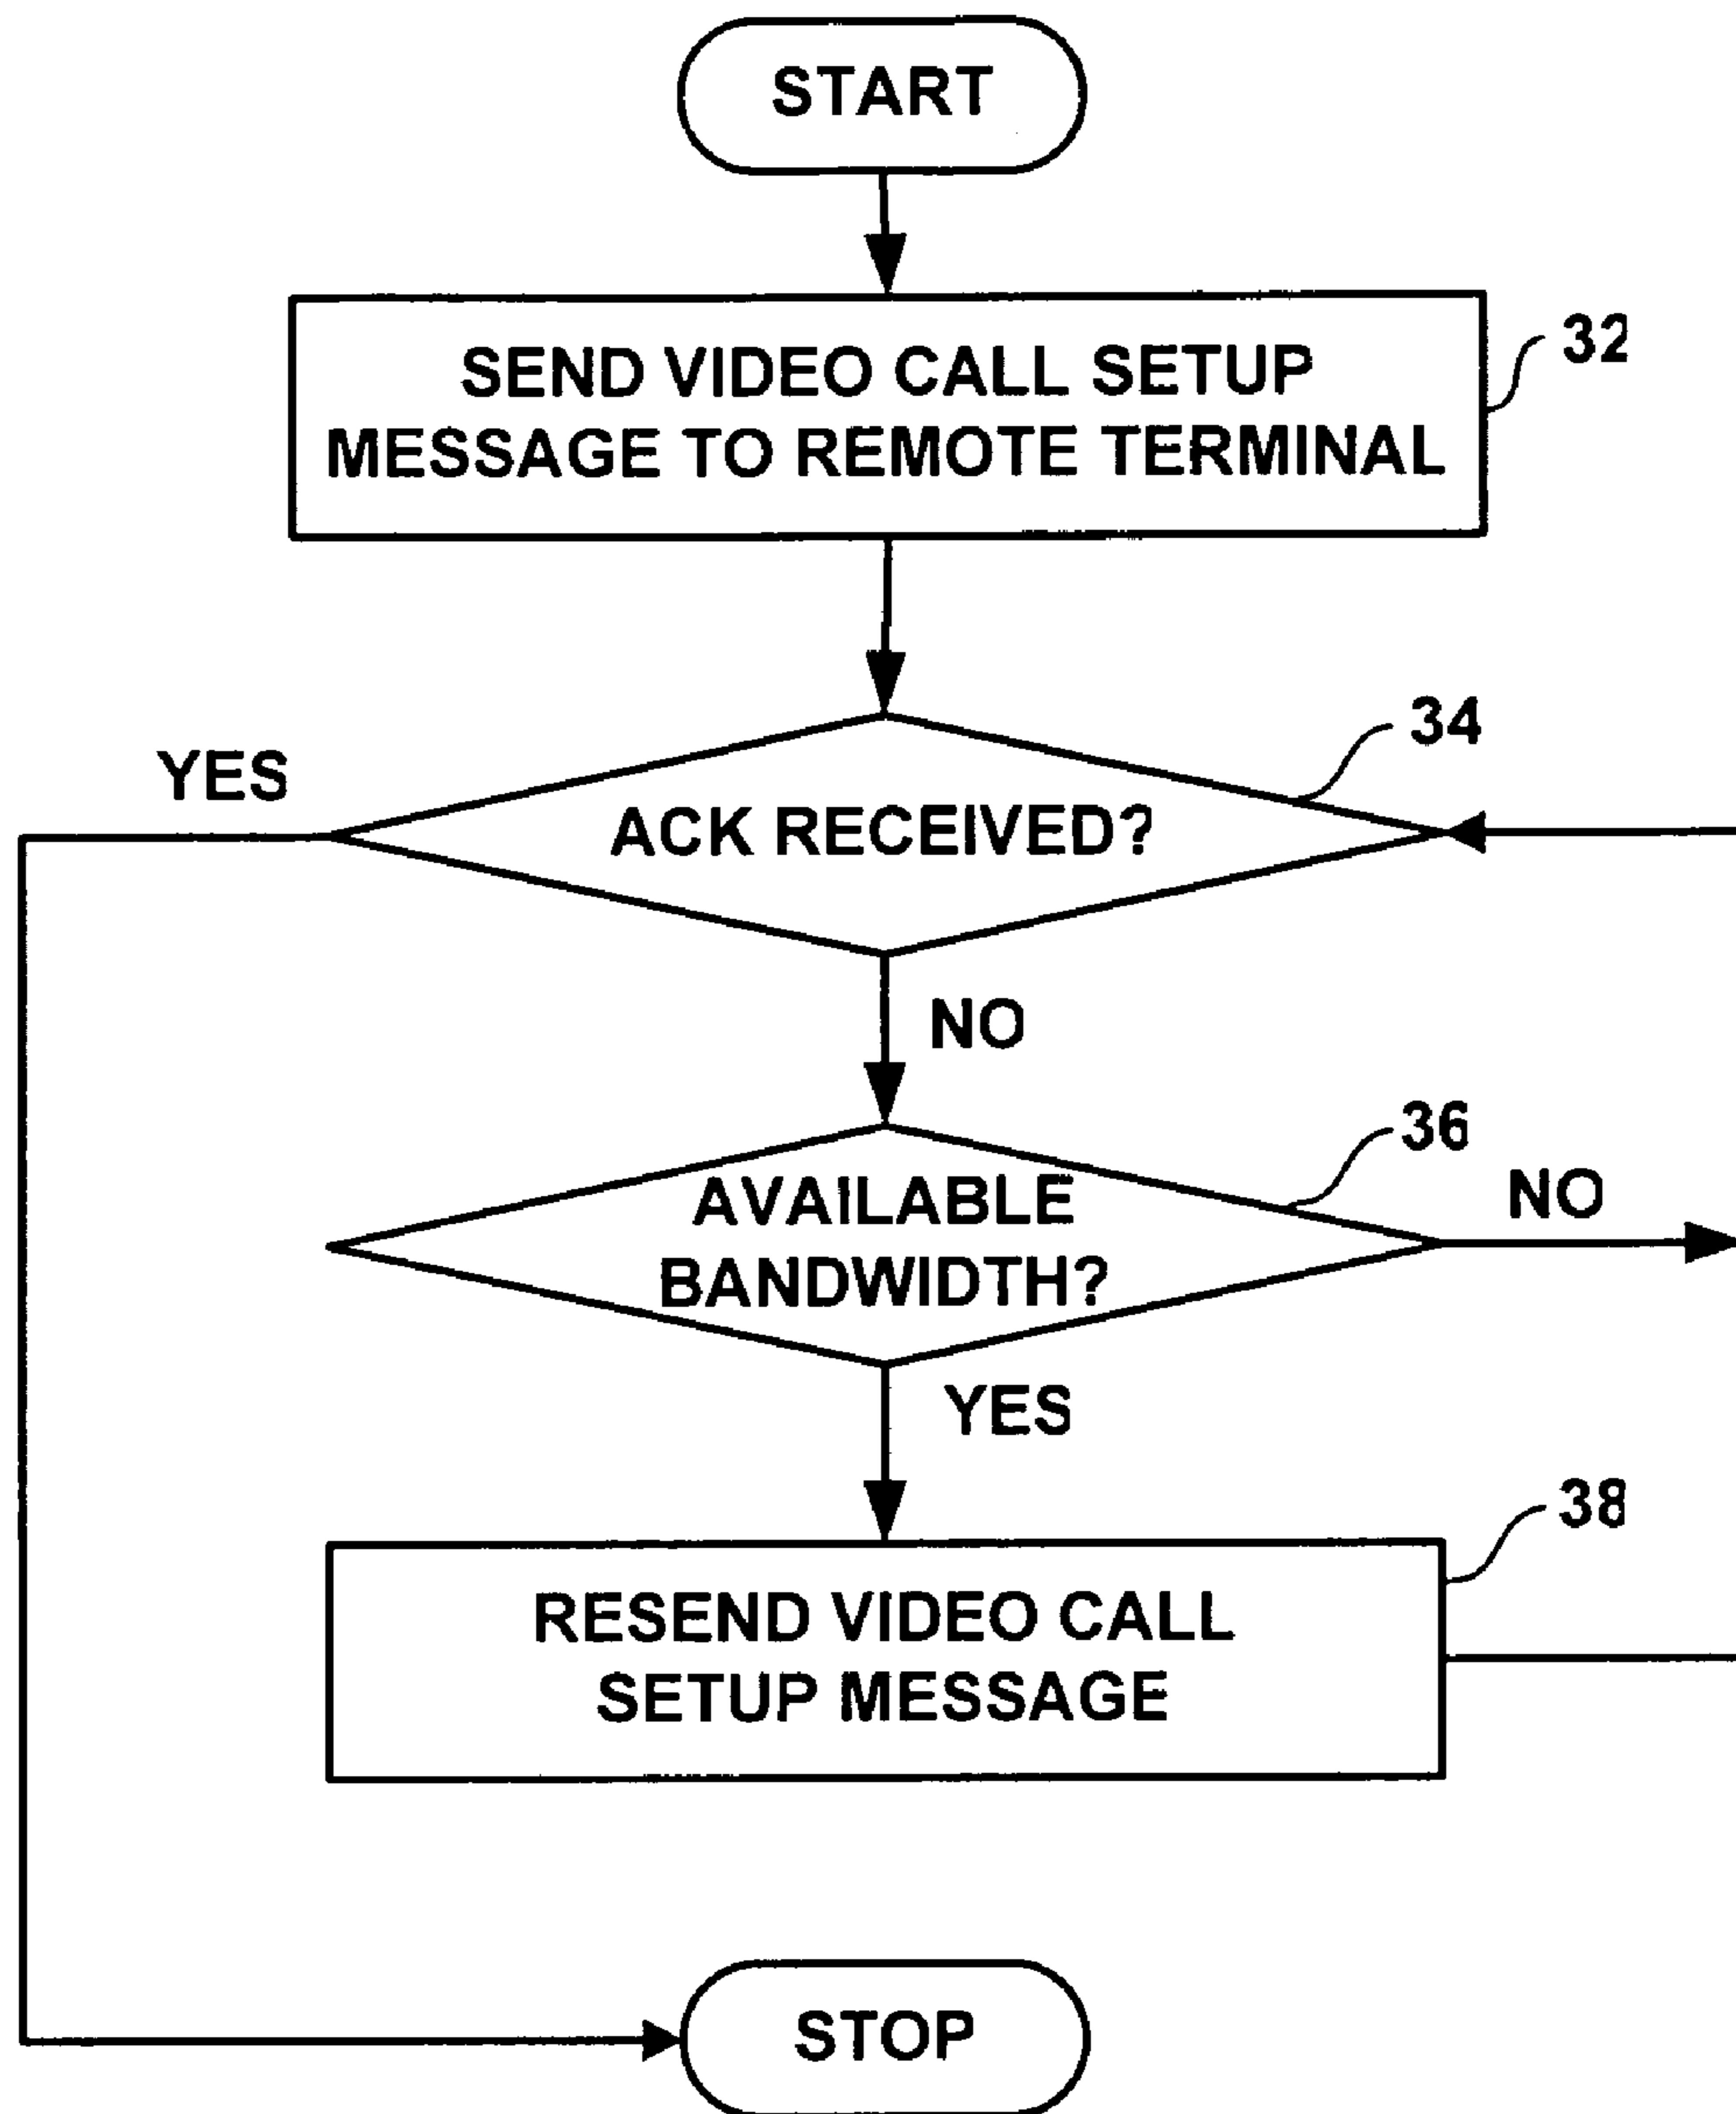 START
SEND VIDEO CALL SETUP
MESSAGE TO REMOTE TERMINAL
32
34
YES
ACK RECEIVED?
NO
36
NO
AVAILABLE
BANDWIDTH?
YES
38
RESEND VIDEO CALL
SETUP MESSAGE
STOP